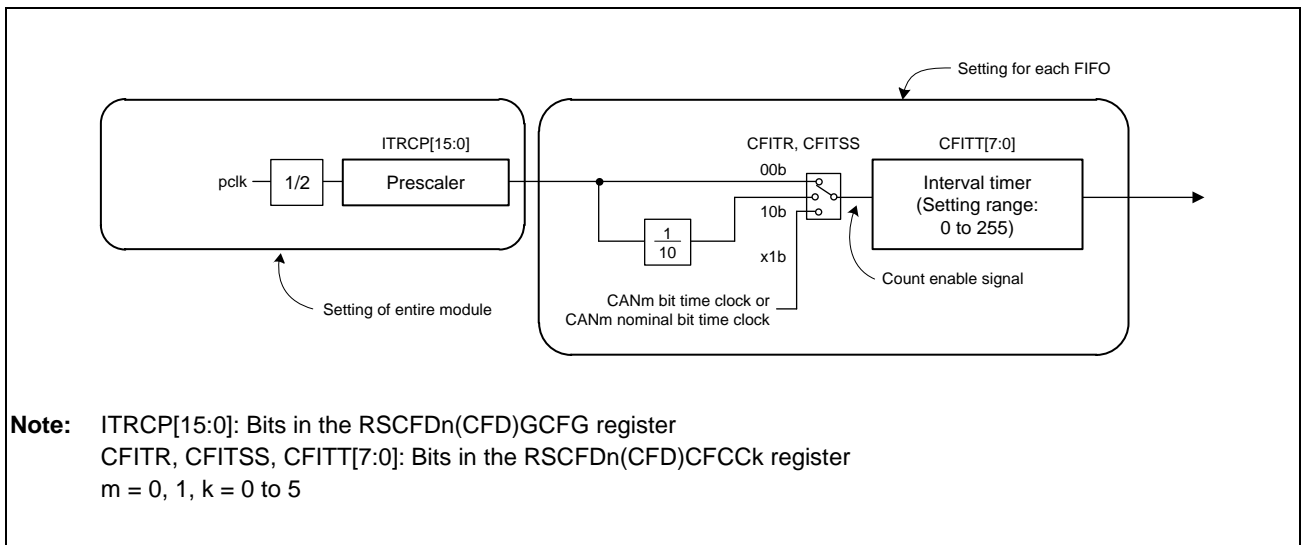 Setting for each FIFO
ITRCP[15:0]
CFITR, CFITSS
CFITT[7:0]
pclk
1/2
Prescaler
00b
10b
x1b
1
10
Interval timer
(Setting range:
0 to 255)
Count enable signal
CANm bit time clock or
CANm nominal bit time clock
Setting of entire module
Note: ITRCP[15:0]: Bits in the RSCFDn(CFD)GCFG register
CFITR, CFITSS, CFITT[7:0]: Bits in the RSCFDn(CFD)CFCCk register
m = 0, 1, k = 0 to 5